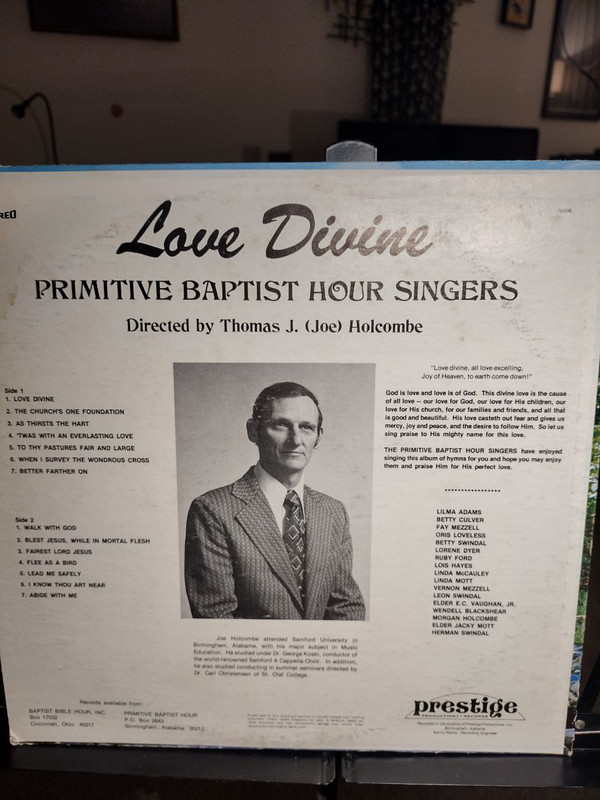 REO
Love Divine
PRIMITIVE BAPTIST HOUR SINGERS
Directed by Thomas J. (Joe) Holcombe
Side 1
1. LOVE DIVINE
2. THE CHURCH'S ONE FOUNDATION
3. AS THIRSTS THE HART
4. 'TWAS WITH AN EVERLASTING LOVE
5. TO THY PASTURES FAIR AND LARGE
6. WHEN I SURVEY THE WONDROUS CROSS
7. BETTER FARTHER ON
Side 2
1. WALK WITH GOD
2. BLEST JESUS, WHILE IN MORTAL FLESH
3. FAIREST LORD JESUS
4. FLEE AS A BIRD
5. LEAD ME SAFELY
6. I KNOW THOU ART NEAR
7. ABIDE WITH ME
"Love divine, all love excelling,
Joy of Heaven, to earth come down!"
God is love and love is of God. This divine love is the cause
of all love — our love for God, our love for His children, our
love for His church, for our families and friends, and all that
is good and beautiful. His love casteth out fear and gives us
mercy, joy and peace, and the desire to follow Him. So let us
sing praise to His mighty name for this love.
THE PRIMITIVE BAPTIST HOUR SINGERS have enjoyed
singing this album of hymns for you and hope you may enjoy
them and praise Him for His perfect love.
*****************
LILMA ADAMS
BETTY CULVER
FAY MEZZELL
ORIS LOVELESS
BETTY SWINDAL
LORENE DYER
RUBY FORD
LOIS HAYES
LINDA McCAULEY
LINDA MOTT
VERNON MEZZELL
LEON SWINDAL
ELDER E.C. VAUGHAN, JR.
WENDELL BLACKSHEAR
MORGAN HOLCOMBE
ELDER JACKY MOTT
HERMAN SWINDAL
Joe Holcombe attended Samford University in
Birmingham, Alabama, with his major subject in Music
Education. He studied under Dr. George Koski, conductor of
the world-renowned Samford A Cappella Choir. In addition,
he also studied conducting in summer seminars directed by
Dr. Carl Christensen of St. Olaf College.
Records available from:
BAPTIST BIBLE HOUR, INC.
Box 17032
Cincinnati, Ohio 45217
PRIMITIVE BAPTIST HOUR
P.O. Box 2643
Birmingham, Alabama
prestige
PRODUCTIONS RECORDS
Birmingham, Alabama